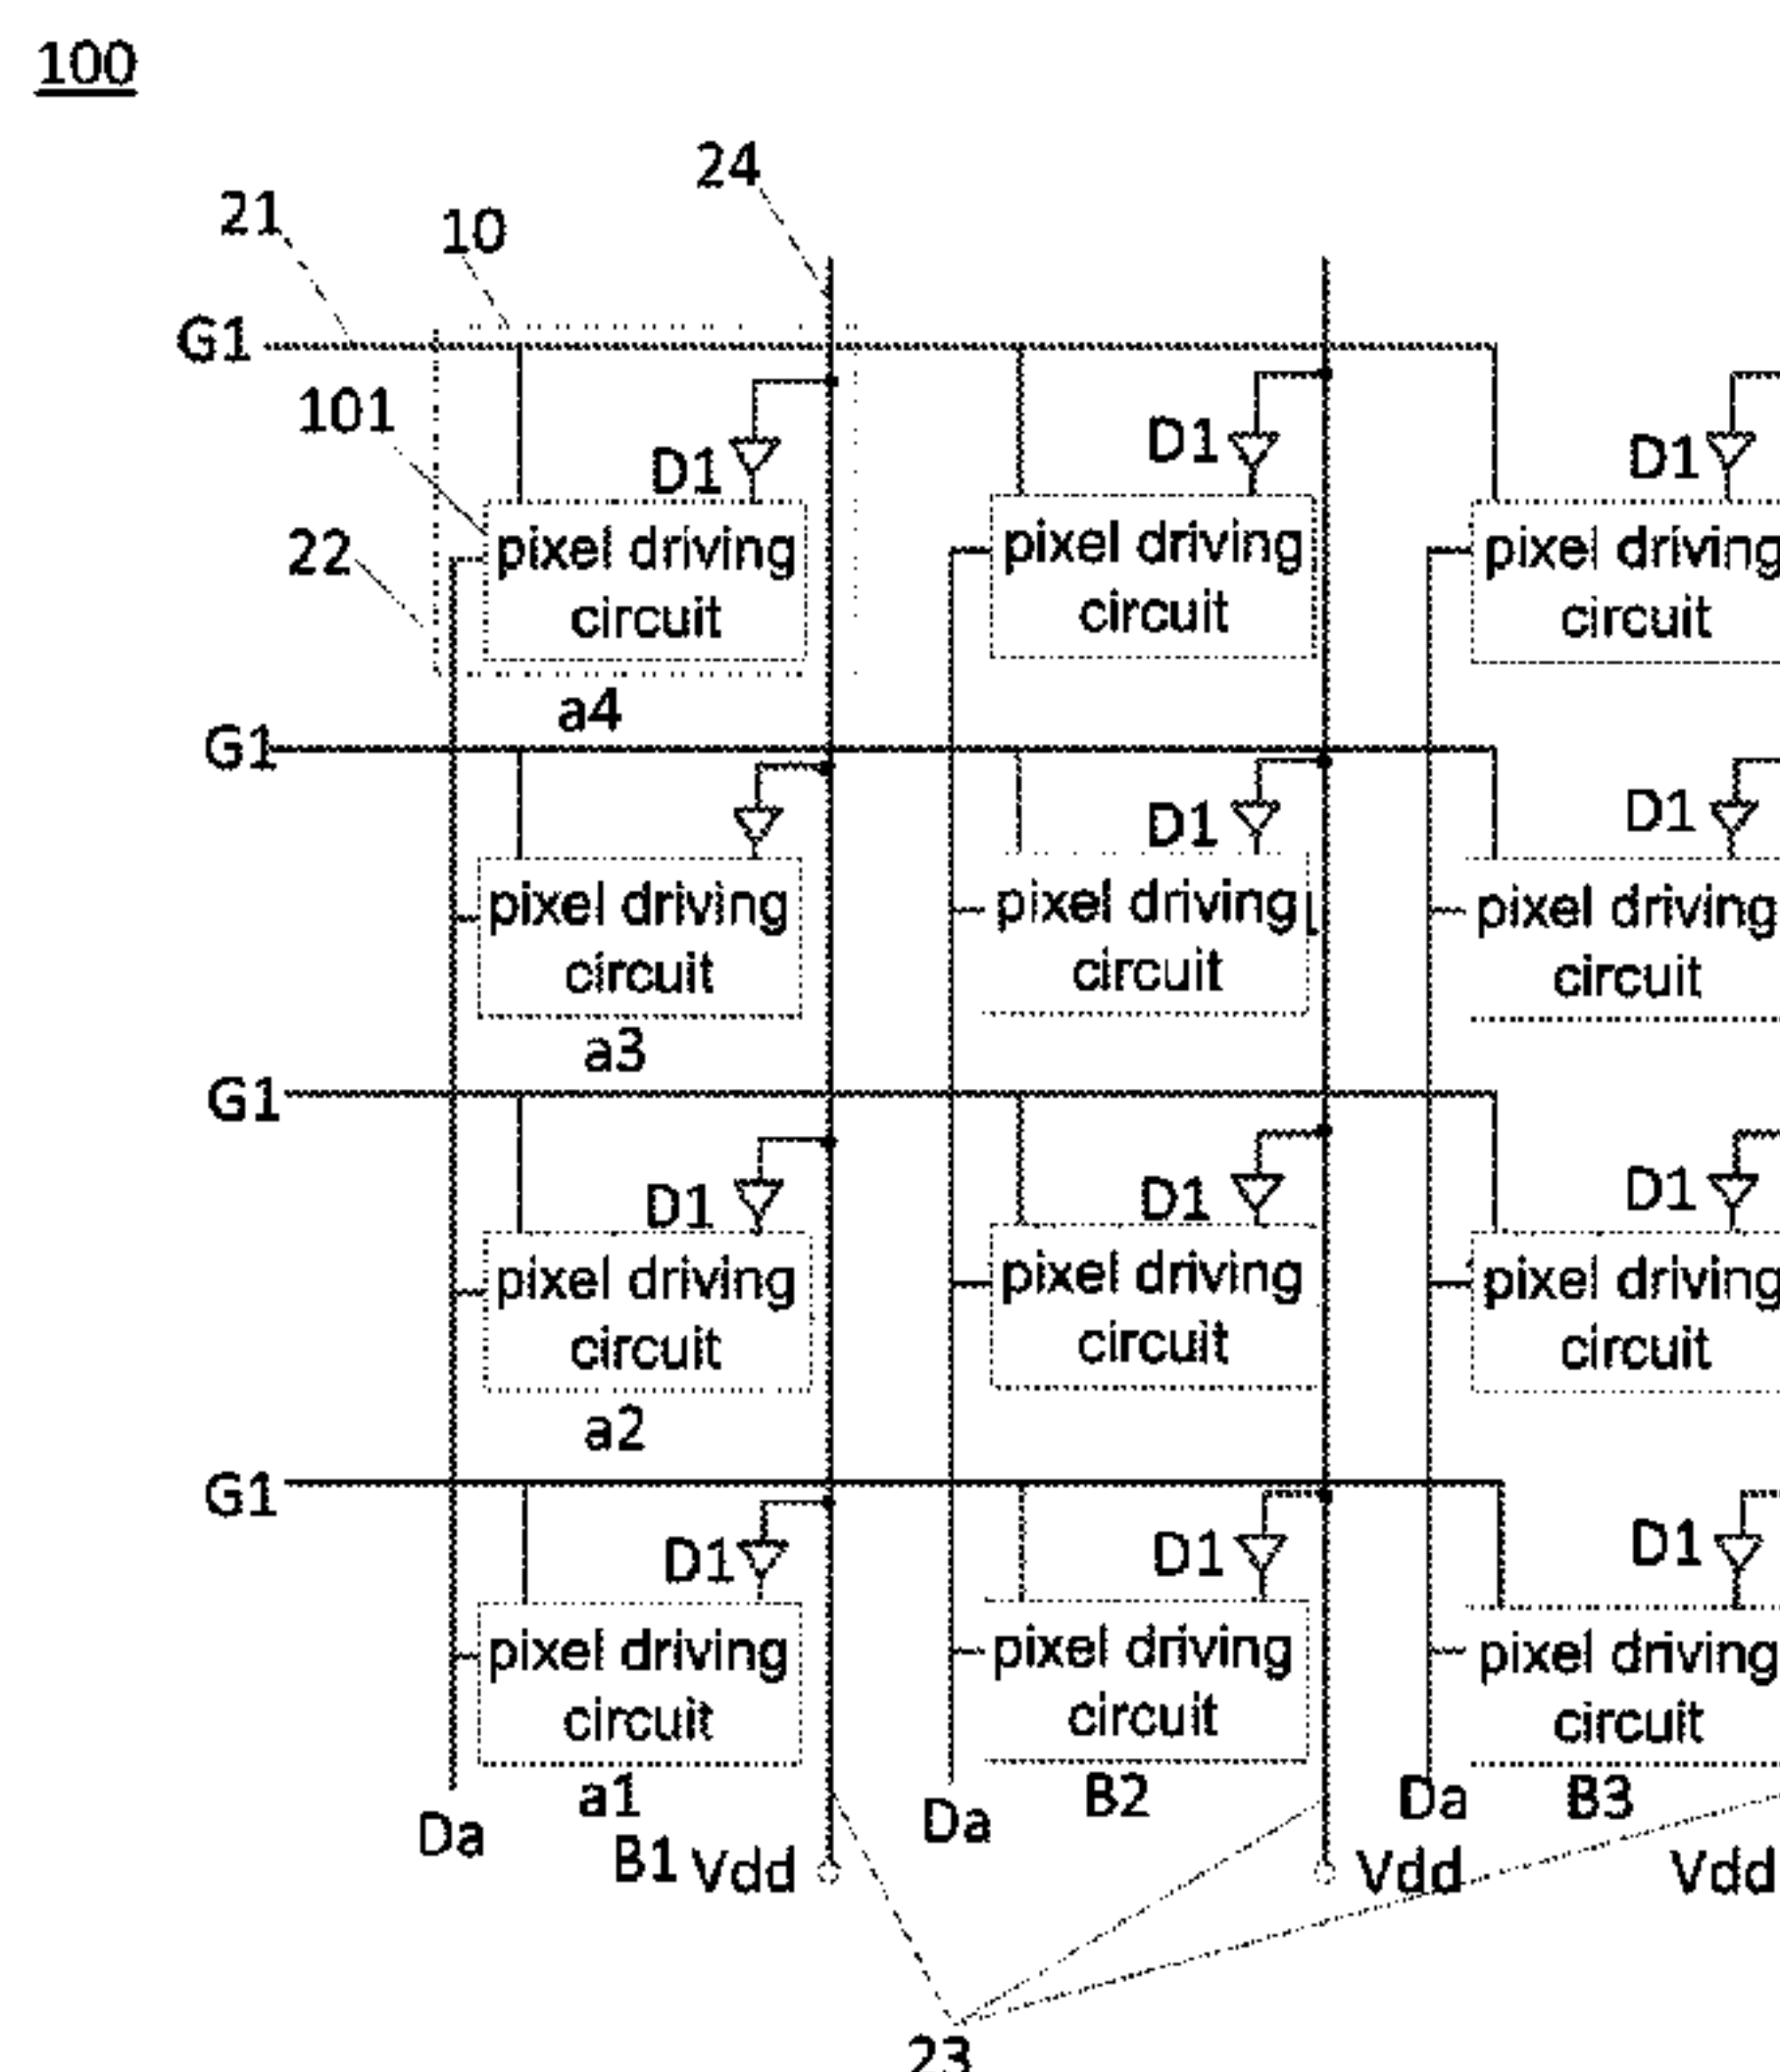 100
24
21
10
G1
101
D1
D1
D1
22
pixel driving
circuit
pixel driving
circuit
pixel driving
circuit
a4
G1
D1
D1
pixel driving
circuit
pixel driving
circuit
pixel driving
circuit
a3
G1
D1
D1
D1
pixel driving
circuit
pixel driving
circuit
pixel driving
circuit
a2
G1
D1
D1
D1
pixel driving
circuit
pixel driving
circuit
pixel driving
circuit
Da
a1
B1
Vdd
Da
B2
Vdd
Da
B3
Vdd
23